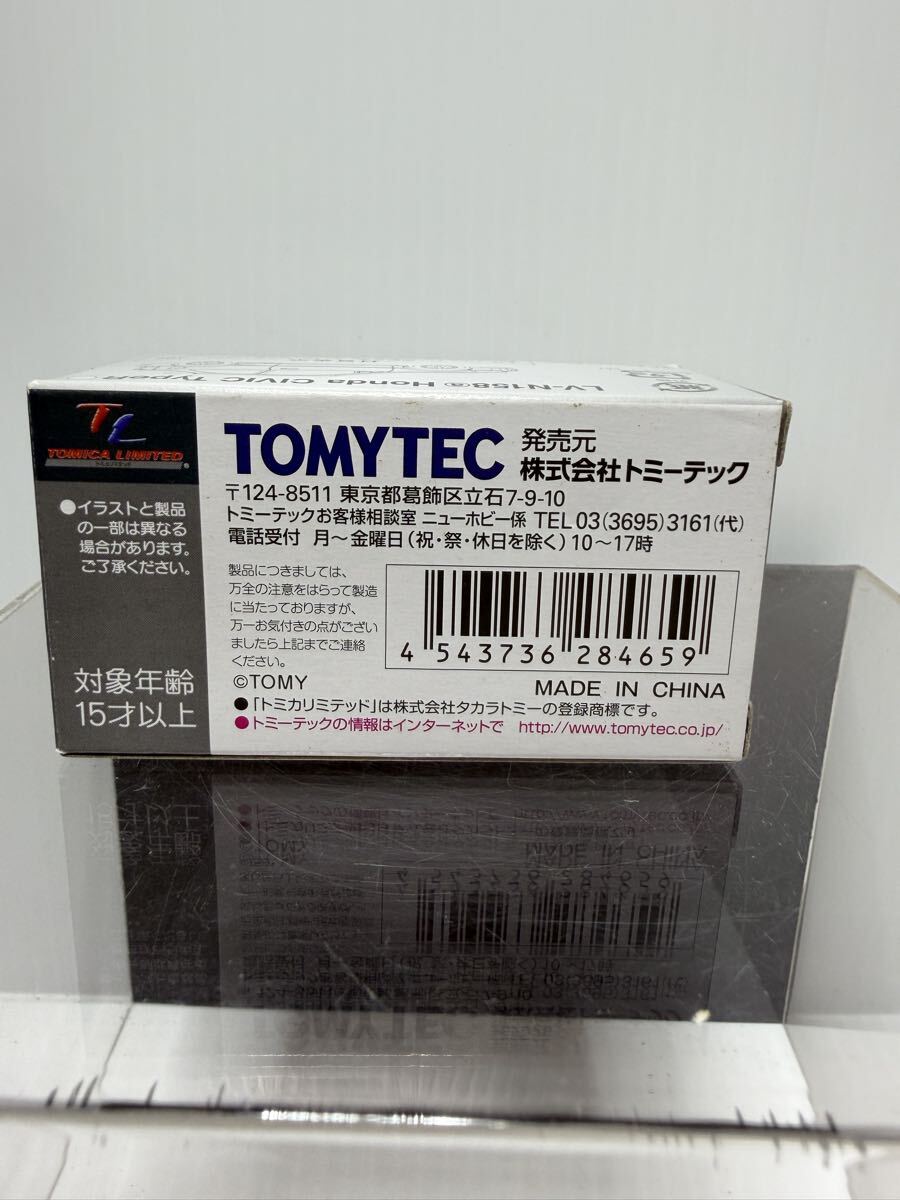 LV-N158ⓐ Honda CIVIC TypeR
TL
TOMICA LIMITED
TOMYTEC
発売元
株式会社トミーテック
〒124-8511 東京都葛飾区立石7-9-10
トミーテックお客様相談室 ニューホビー係 TEL 03(3695)3161(代)
電話受付 月〜金曜日(祝・祭・休日を除く)10〜17時
●イラストと製品
の一部は異なる
場合があります。
ご了承ください。
対象年齢
15才以上
製品につきましては、
万全の注意をはらって製造
に当たっておりますが、
万一お気付きの点がござい
ましたら上記までご連絡
ください。
4 543736 284659
©TOMY
MADE IN CHINA
●「トミカリミテッド」は株式会社タカラトミーの登録商標です。
●トミーテックの情報はインターネットで http://www.tomytec.co.jp/